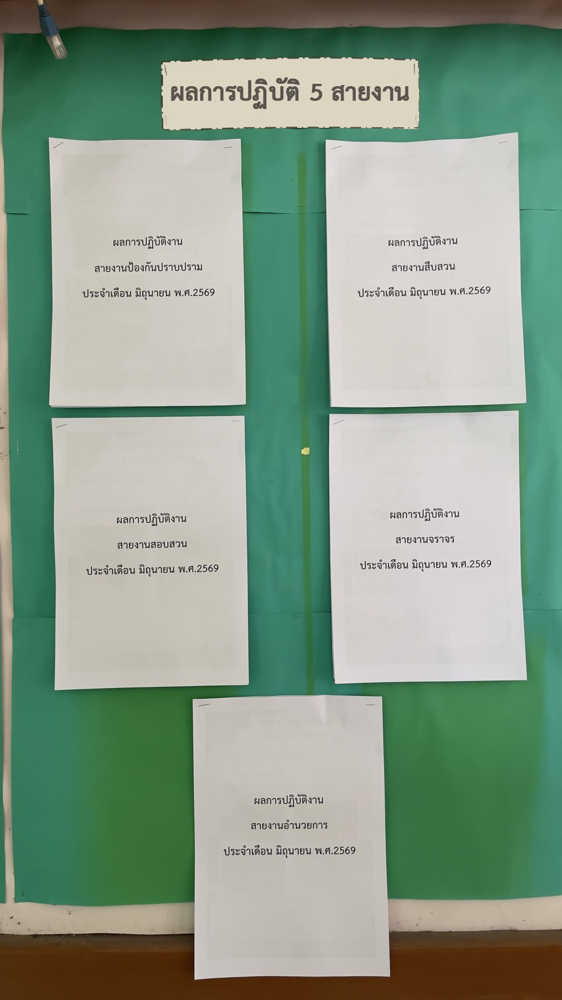 ผลการปฏิบัติ 5 สายงาน
ผลการปฏิบัติงาน
สายงานป้องกันปราบปราม
ประจำเดือน มิถุนายน พ.ศ.2569
ผลการปฏิบัติงาน
สายงานสืบสวน
ประจำเดือน มิถุนายน พ.ศ.2569
ผลการปฏิบัติงาน
สายงานสอบสวน
ประจำเดือน มิถุนายน พ.ศ.2569
ผลการปฏิบัติงาน
สายงานจราจร
ประจำเดือน มิถุนายน พ.ศ.2569
ผลการปฏิบัติงาน
สายงานอำนวยการ
ประจำเดือน มิถุนายน พ.ศ.2569